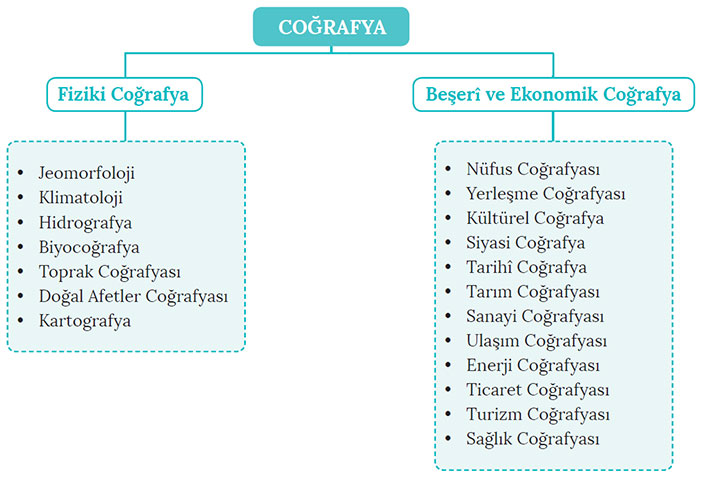 COĞRAFYA
Fiziki Coğrafya
• Jeomorfoloji
• Klimatoloji
• Hidrografya
• Biyocoğrafya
• Toprak Coğrafyası
• Doğal Afetler Coğrafyası
• Kartografya
Beşerî ve Ekonomik Coğrafya
• Nüfus Coğrafyası
• Yerleşme Coğrafyası
• Kültürel Coğrafya
• Siyasi Coğrafya
• Tarihî Coğrafya
• Tarım Coğrafyası
• Sanayi Coğrafyası
• Ulaşım Coğrafyası
• Enerji Coğrafyası
• Ticaret Coğrafyası
• Turizm Coğrafyası
• Sağlık Coğrafyası